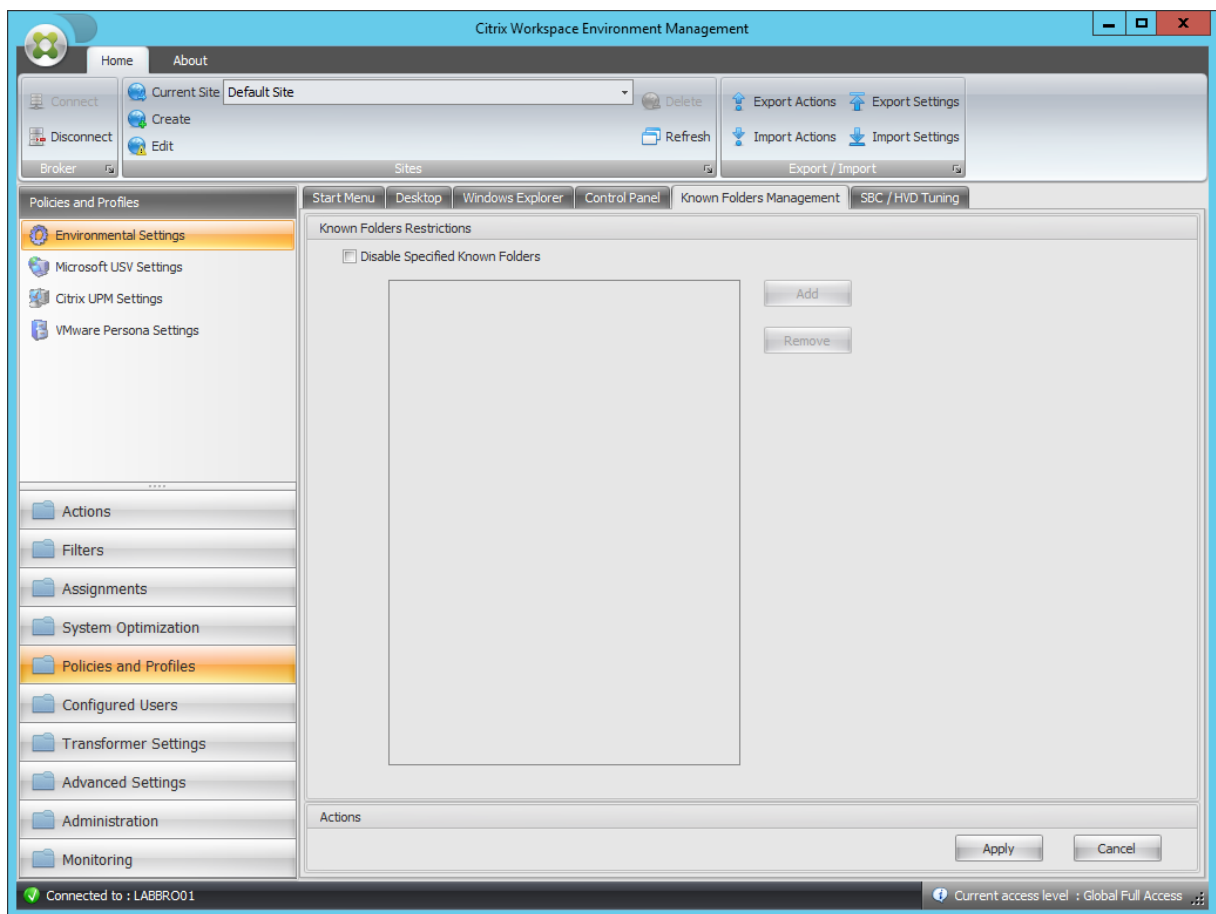 Citrix Workspace Environment Management
Home
About
Connect
Disconnect
Broker
Current Site
Default Site
Create
Edit
Delete
Refresh
Sites
Export Actions
Export Settings
Import Actions
Import Settings
Export / Import
Policies and Profiles
Environmental Settings
Microsoft USV Settings
Citrix UPM Settings
VMware Persona Settings
Actions
Filters
Assignments
System Optimization
Policies and Profiles
Configured Users
Transformer Settings
Advanced Settings
Administration
Monitoring
Start Menu
Desktop
Windows Explorer
Control Panel
Known Folders Management
SBC / HVD Tuning
Known Folders Restrictions
Disable Specified Known Folders
Add
Remove
Actions
Apply
Cancel
Connected to : LABBRO01
Current access level : Global Full Access